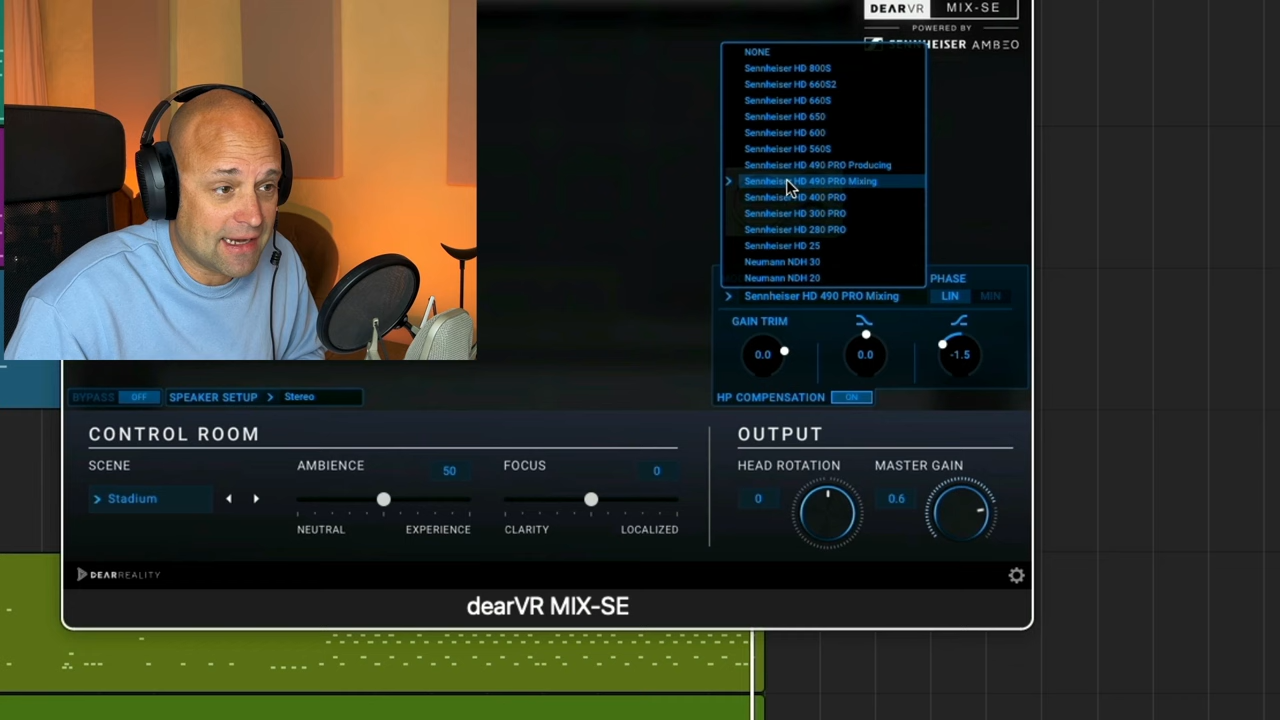 DEARVR MIX-SE
POWERED BY
SENNHEISER AMBEO
NONE
Sennheiser HD 800S
Sennheiser HD 660S2
Sennheiser HD 660S
Sennheiser HD 650
Sennheiser HD 600
Sennheiser HD 560S
Sennheiser HD 490 PRO Producing
Sennheiser HD 490 PRO Mixing
Sennheiser HD 400 PRO
Sennheiser HD 300 PRO
Sennheiser HD 280 PRO
Sennheiser HD 25
Neumann NDH 30
Neumann NDH 20
PHASE
Sennheiser HD 490 PRO Mixing LIN MIN
GAIN TRIM
0.0 0.0 -1.5
BYPASS OFF SPEAKER SETUP > Stereo
HP COMPENSATION ON
CONTROL ROOM
OUTPUT
SCENE AMBIENCE 50 FOCUS 0
HEAD ROTATION MASTER GAIN
Stadium
0 0.6
NEUTRAL EXPERIENCE CLARITY LOCALIZED
DEARREALITY
dearVR MIX-SE